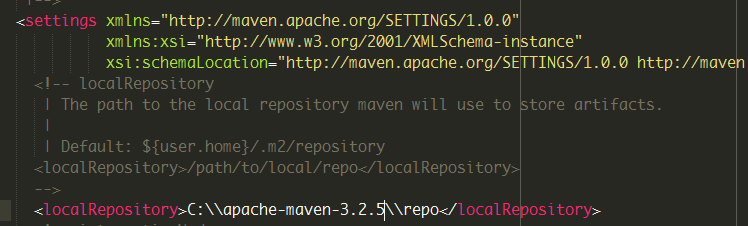 <settings xmlns="http://maven.apache.org/SETTINGS/1.0.0"
xmlns:xsi="http://www.w3.org/2001/XMLSchema-instance"
xsi:schemaLocation="http://maven.apache.org/SETTINGS/1.0.0 http://maven
<!-- localRepository
| The path to the local repository maven will use to store artifacts.
|
| Default: ${user.home}/.m2/repository
<localRepository>/path/to/local/repo</localRepository>
-->
<localRepository>C:\\apache-maven-3.2.5\\repo</localRepository>